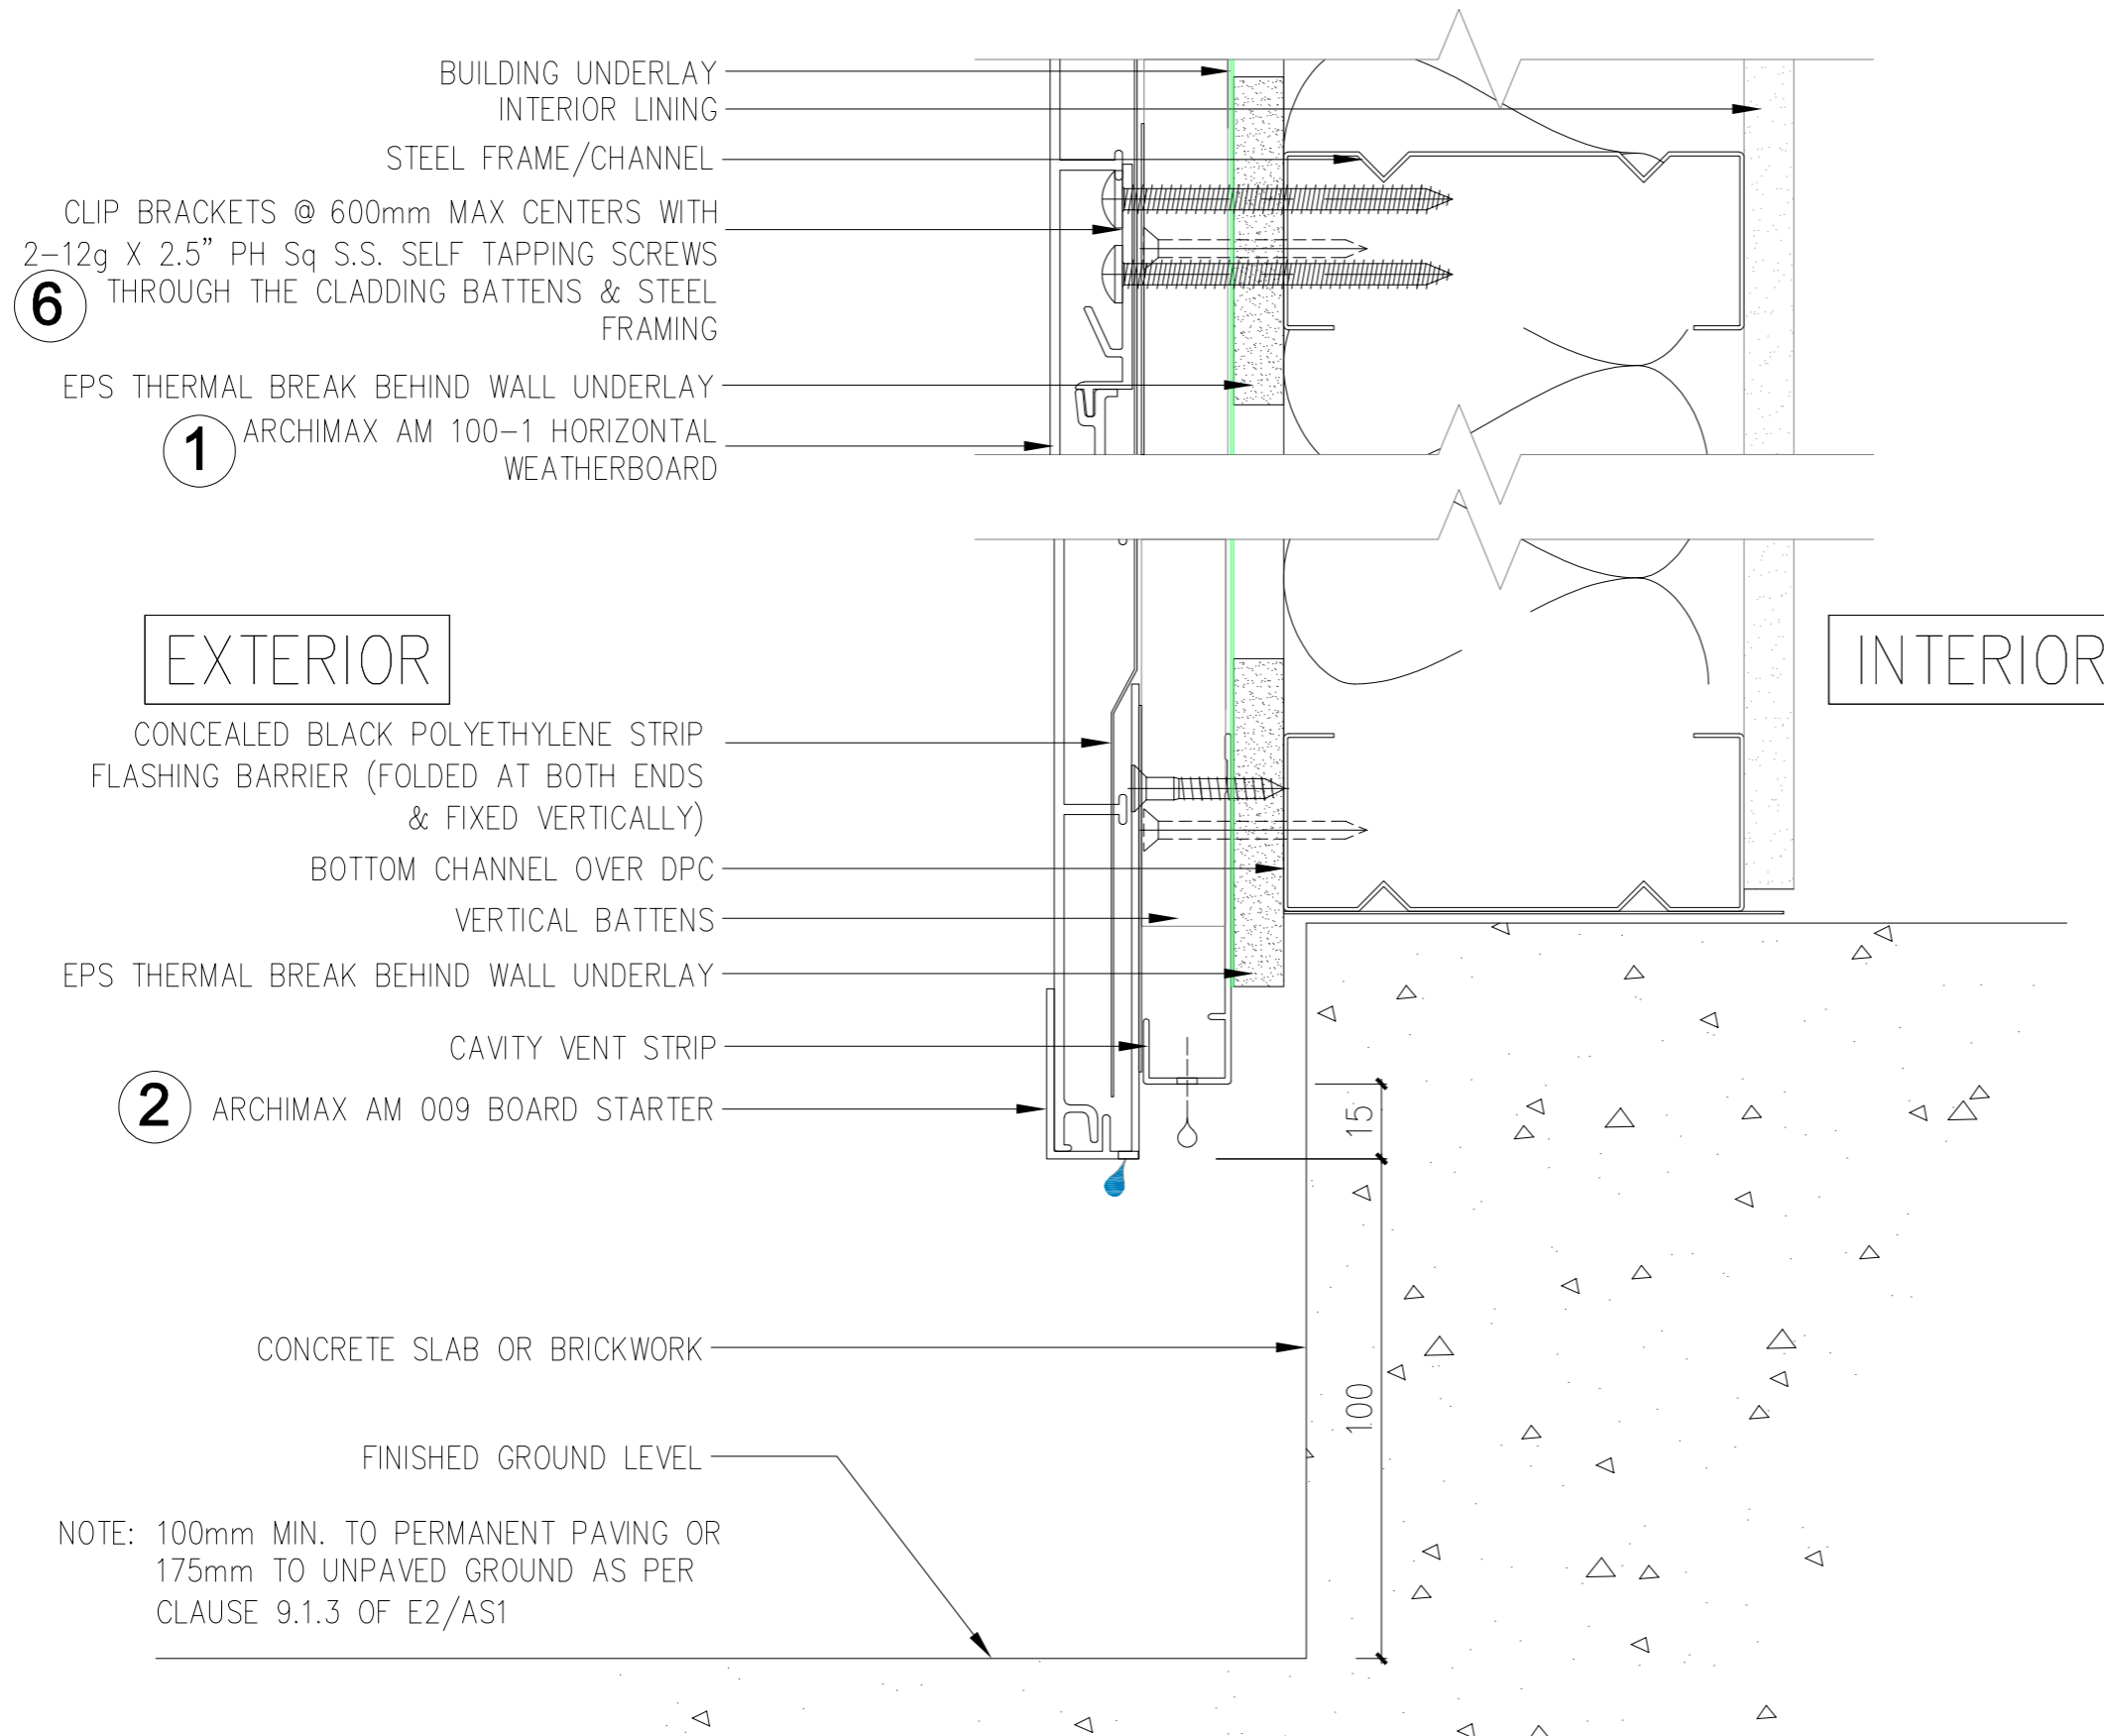 BUILDING UNDERLAY
INTERIOR LINING
STEEL FRAME/CHANNEL
CLIP BRACKETS @ 600mm MAX CENTERS WITH
2-12g X 2.5" PH Sq S.S. SELF TAPPING SCREWS
6 THROUGH THE CLADDING BATTENS & STEEL
FRAMING
EPS THERMAL BREAK BEHIND WALL UNDERLAY
1 ARCHIMAX AM 100-1 HORIZONTAL
WEATHERBOARD
EXTERIOR
INTERIOR
CONCEALED BLACK POLYETHYLENE STRIP
FLASHING BARRIER (FOLDED AT BOTH ENDS
& FIXED VERTICALLY)
BOTTOM CHANNEL OVER DPC
VERTICAL BATTENS
EPS THERMAL BREAK BEHIND WALL UNDERLAY
CAVITY VENT STRIP
2 ARCHIMAX AM 009 BOARD STARTER
15
CONCRETE SLAB OR BRICKWORK
100
FINISHED GROUND LEVEL
NOTE: 100mm MIN. TO PERMANENT PAVING OR
175mm TO UNPAVED GROUND AS PER
CLAUSE 9.1.3 OF E2/AS1